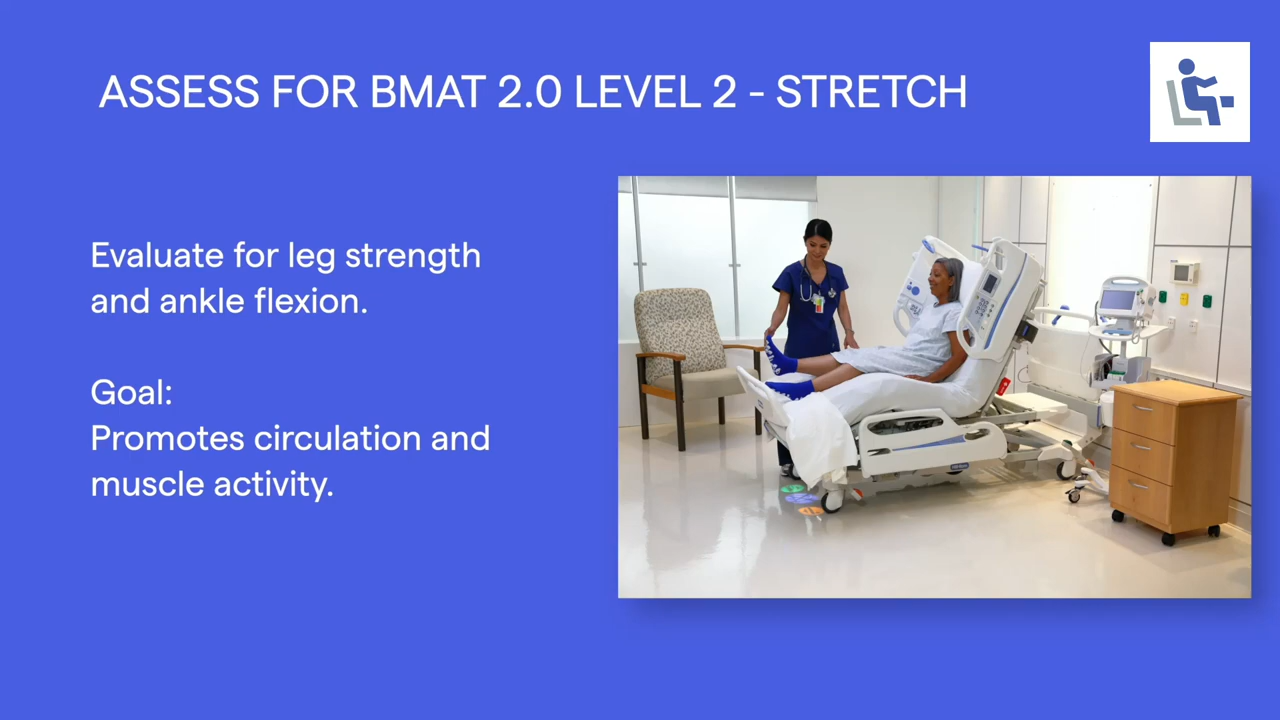 ASSESS FOR BMAT 2.0 LEVEL 2 - STRETCH
Evaluate for leg strength
and ankle flexion.
Goal:
Promotes circulation and
muscle activity.